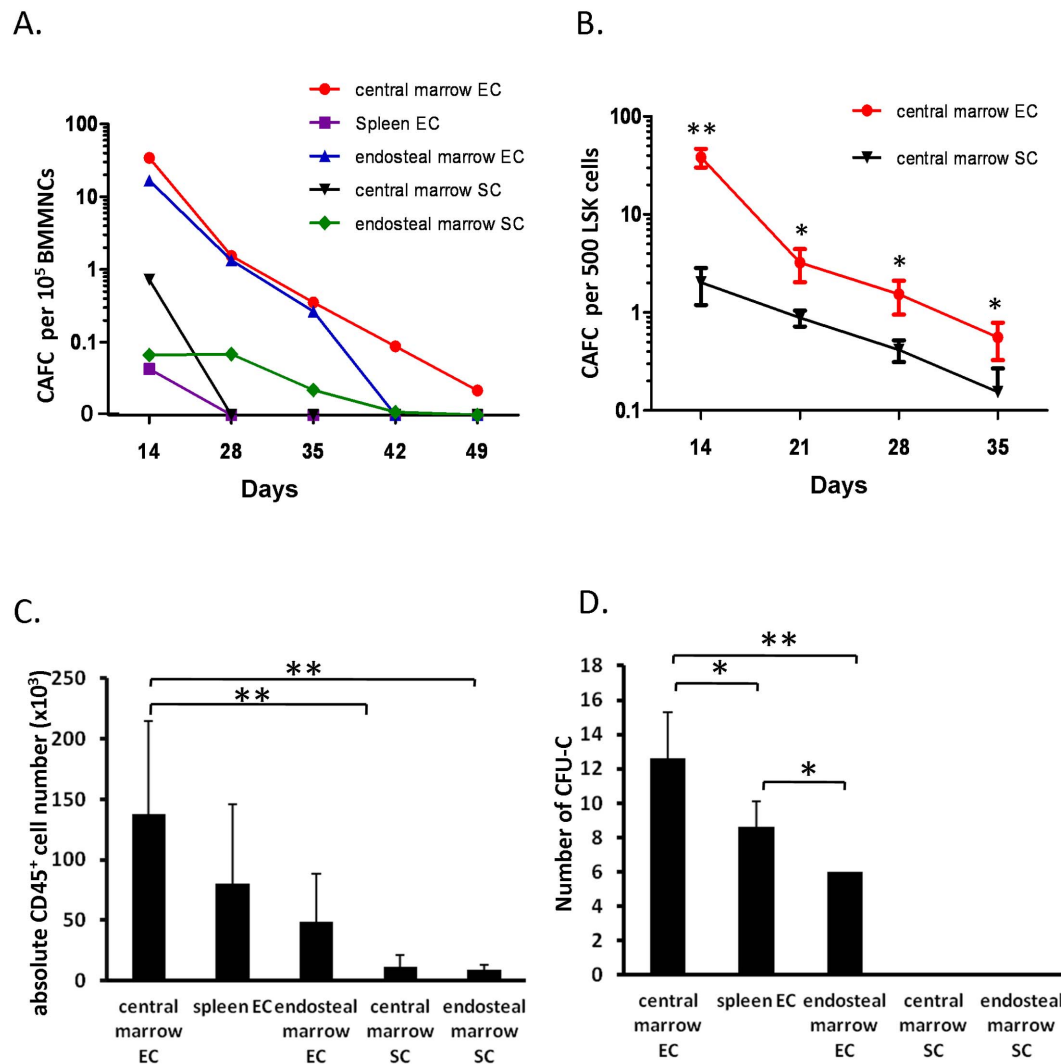 A.
central marrow EC
Spleen EC
endosteal marrow EC
central marrow SC
endosteal marrow SC
CAFC per 10⁵ BMMNCs
100
10
1
0.1
0
14 28 35 42 49
Days
B.
central marrow EC
central marrow SC
CAFC per 500 LSK cells
100
10
1
0.1
** * * *
14 21 28 35
Days
C.
absolute CD45⁺ cell number (x10³)
250
200
150
100
50
0
**
**
central marrow EC
spleen EC
endosteal marrow EC
central marrow SC
endosteal marrow SC
D.
Number of CFU-C
18
16
14
12
10
8
6
4
2
0
**
*
*
central marrow EC
spleen EC
endosteal marrow EC
central marrow SC
endosteal marrow SC